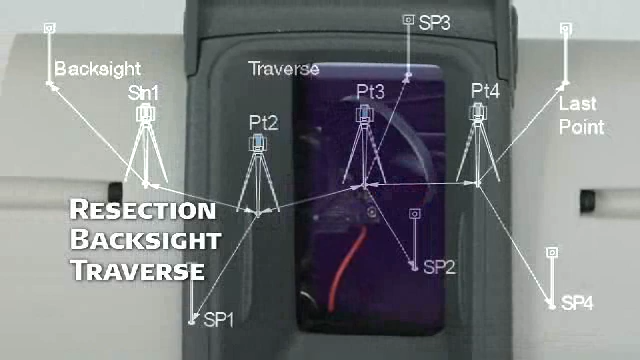 SP3
Backsight
Traverse
Stn1
Pt3
Pt4
Last
Point
Pt2
RESECTION
BACKSIGHT
TRAVERSE
SP2
SP1
SP4